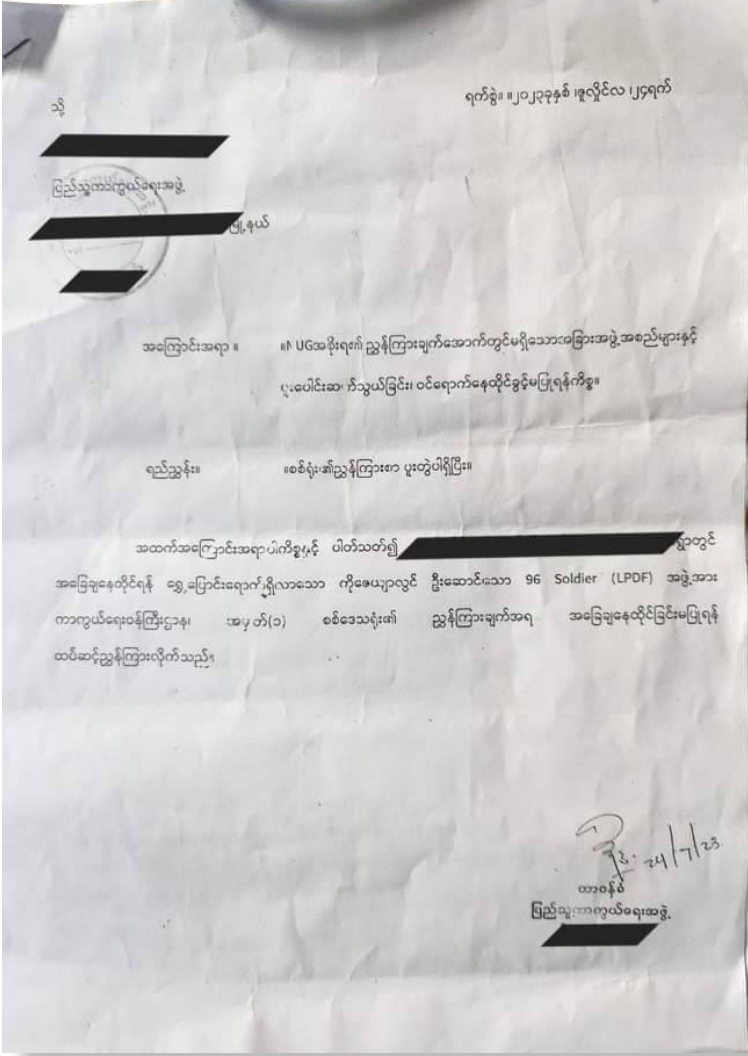 ရက်စွဲ။ ။၂၀၂၃ခုနှစ်၊ ဇူလှိုင်လ ၊၂၄ရက်
သို့
ပြည်သူ့ကာကွယ်ရေးအဖွဲ့
မြို့နယ်
အကြောင်းအရာ ။ ။NUGအစိုးရ၏ ညွှန်ကြားချက်အောက်တွင်မရှိသောအခြားအဖွဲ့အစည်းများနှင့်
ပူးပေါင်းဆက်သွယ်ခြင်း၊ ဝင်ရောက်နေထိုင်ခွင့်မပြုရန်ကိစ္စ။
ရည်ညွှန်း။ ။စစ်ရုံး၏ညွှန်ကြားစာ ပူးတွဲပါရှိပြီး။
အထက်အကြောင်းအရာပါကိစ္စနှင့် ပါတ်သတ်၍ ရွာတွင်
အခြေချနေထိုင်ရန် ရွှေ့ပြောင်းရောက်ရှိလာသော ကိုဇေယျာလွင် ဦးဆောင်သော 96 Soldier (LPDF) အဖွဲ့အား
ကာကွယ်ရေးဝန်ကြီးဌာန၊ အမှတ်(၁) စစ်ဒေသရုံး၏ ညွှန်ကြားချက်အရ အခြေချနေထိုင်ခြင်းမပြုရန်
ထပ်ဆင့်ညွှန်ကြားလိုက်သည်။
24/7/23
တာဝန်ခံ
ပြည်သူ့ကာကွယ်ရေးအဖွဲ့